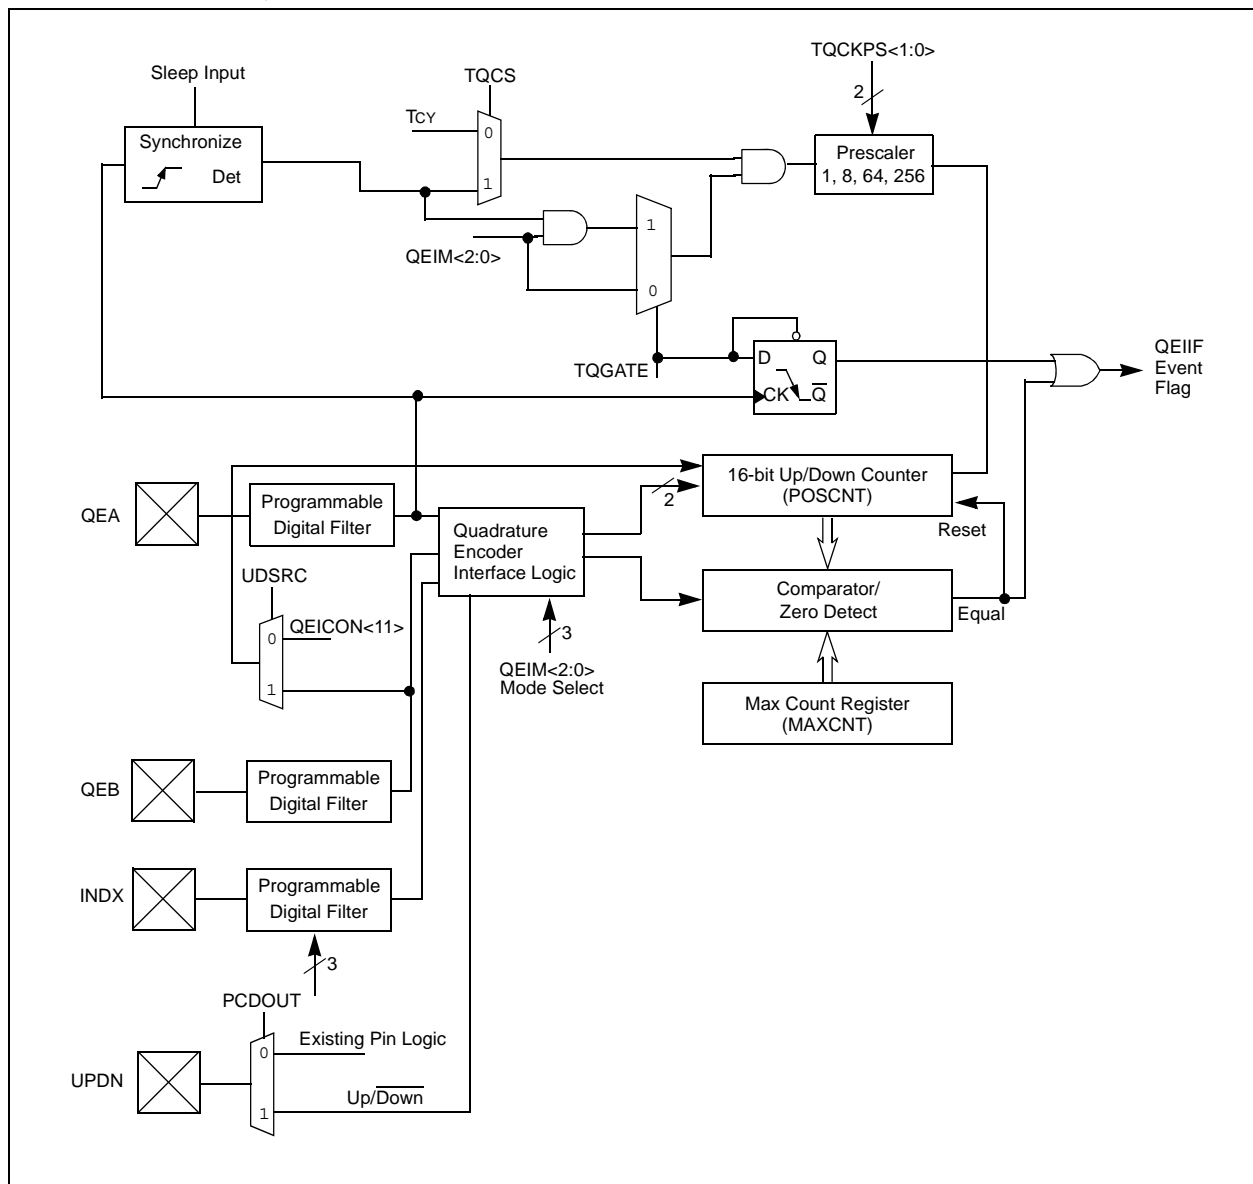 TQCKPS<1:0>
Sleep Input
TQCS
2
TCY
0
Synchronize
Det
1
Prescaler
1, 8, 64, 256
1
QEIM<2:0>
0
D Q
CK Q
TQGATE
QEIIF
Event
Flag
16-bit Up/Down Counter
(POSCNT)
2
QEA
Programmable
Digital Filter
Quadrature
Encoder
Interface Logic
Reset
UDSRC
Comparator/
Zero Detect
Equal
0
QEICON<11>
1
3
QEIM<2:0>
Mode Select
Max Count Register
(MAXCNT)
QEB
Programmable
Digital Filter
INDX
Programmable
Digital Filter
3
PCDOUT
0
Existing Pin Logic
UPDN
1
Up/Down